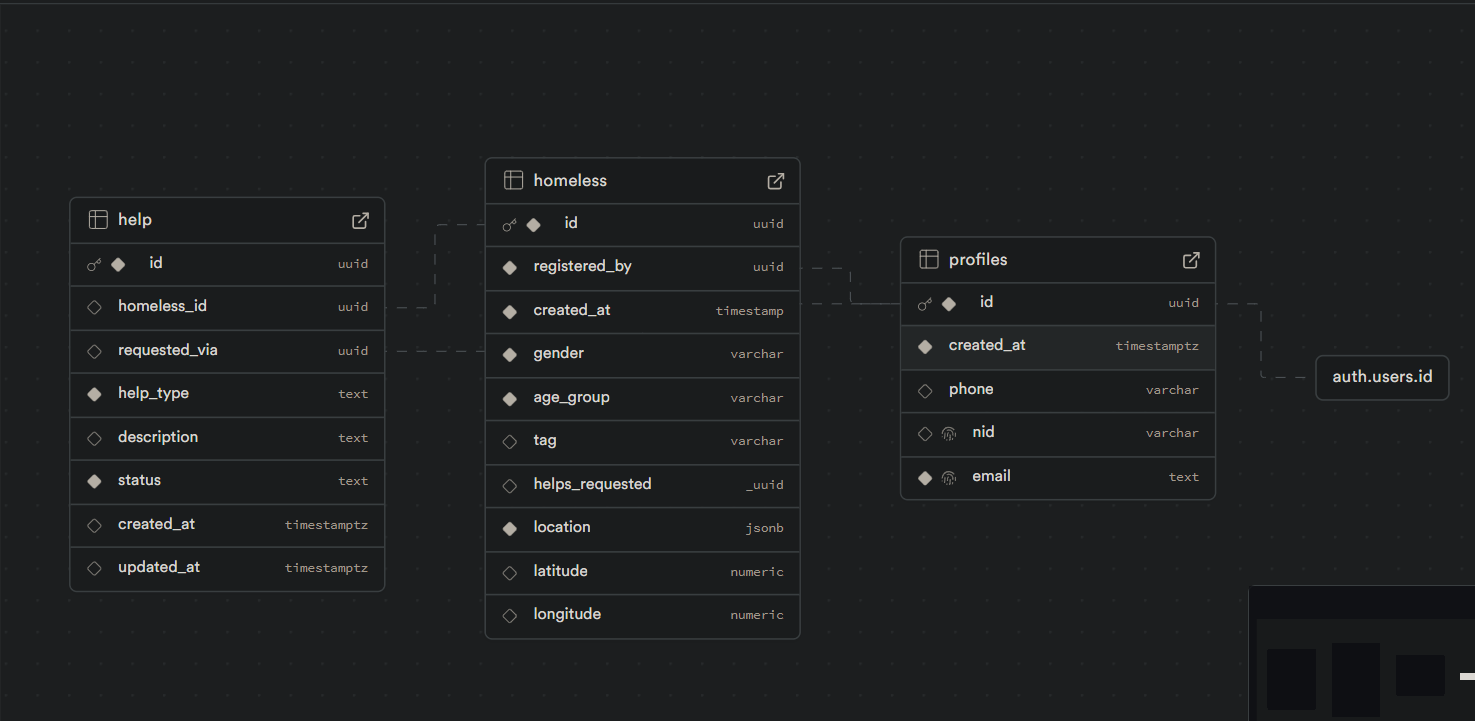 help
id uuid
homeless_id uuid
requested_via uuid
help_type text
description text
status text
created_at timestamptz
updated_at timestamptz
homeless
id uuid
registered_by uuid
created_at timestamp
gender varchar
age_group varchar
tag varchar
helps_requested _uuid
location jsonb
latitude numeric
longitude numeric
profiles
id uuid
created_at timestamptz
phone varchar
nid varchar
email text
auth.users.id